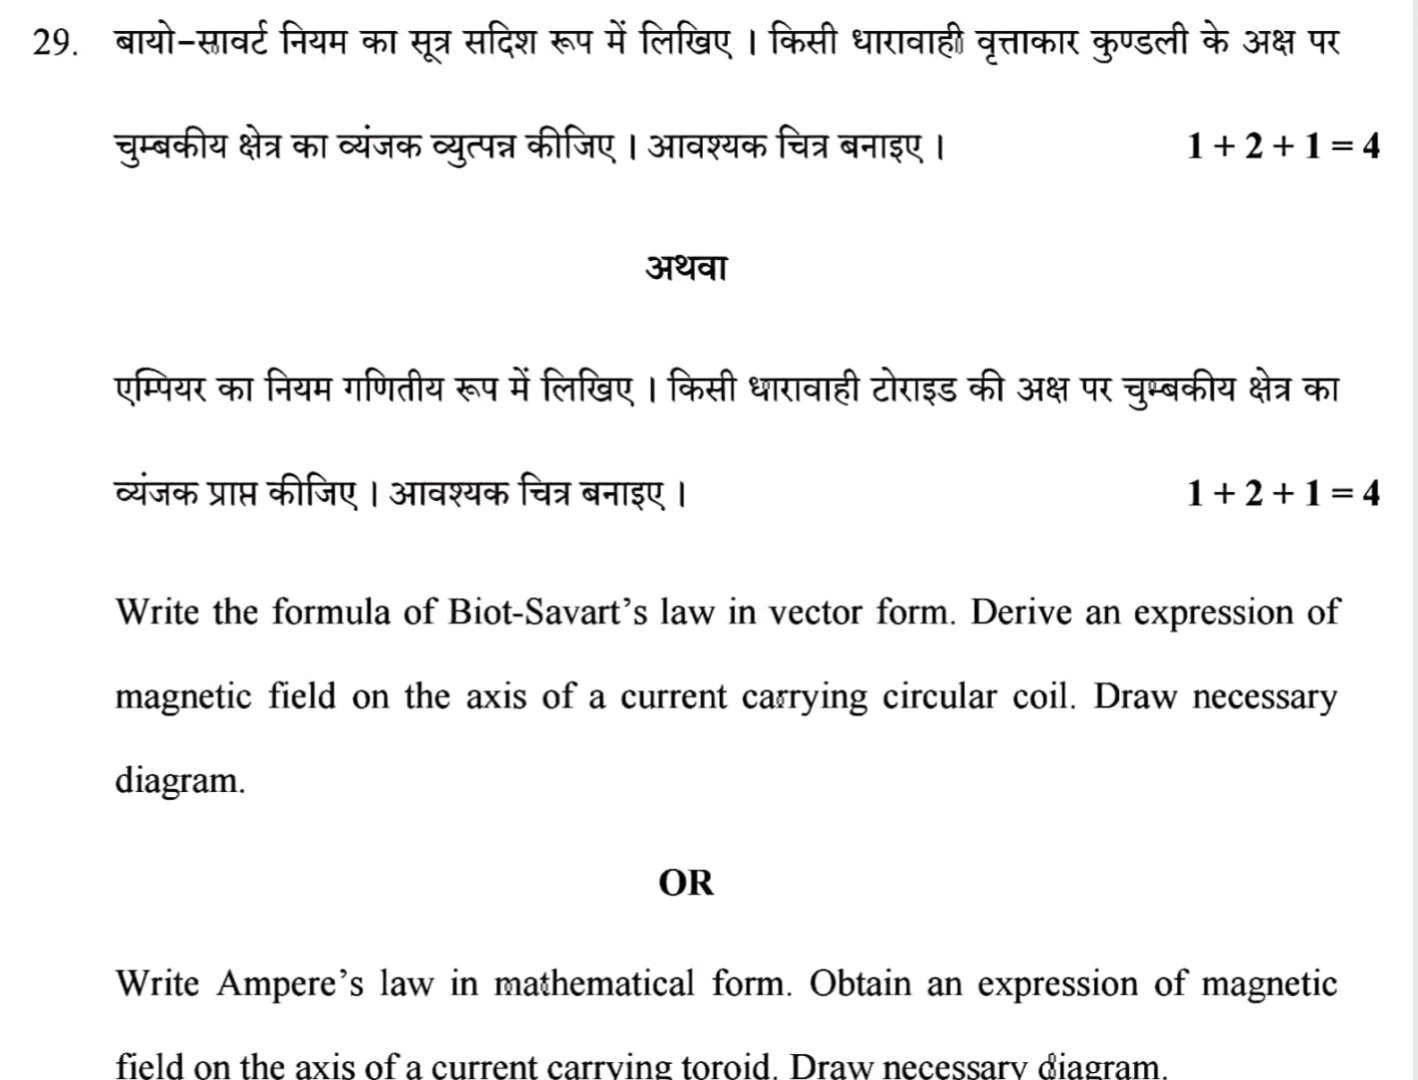 29. बायो-सावर्ट नियम का सूत्र सदिश रूप में लिखिए । किसी धारावाही वृत्ताकार कुण्डली के अक्ष पर
चुम्बकीय क्षेत्र का व्यंजक व्युत्पन्न कीजिए । आवश्यक चित्र बनाइए । 1 + 2 + 1 = 4
अथवा
एम्पियर का नियम गणितीय रूप में लिखिए । किसी धारावाही टोराइड की अक्ष पर चुम्बकीय क्षेत्र का
व्यंजक प्राप्त कीजिए । आवश्यक चित्र बनाइए । 1 + 2 + 1 = 4
Write the formula of Biot-Savart’s law in vector form. Derive an expression of
magnetic field on the axis of a current carrying circular coil. Draw necessary
diagram.
OR
Write Ampere’s law in mathematical form. Obtain an expression of magnetic
field on the axis of a current carrying toroid. Draw necessary diagram.